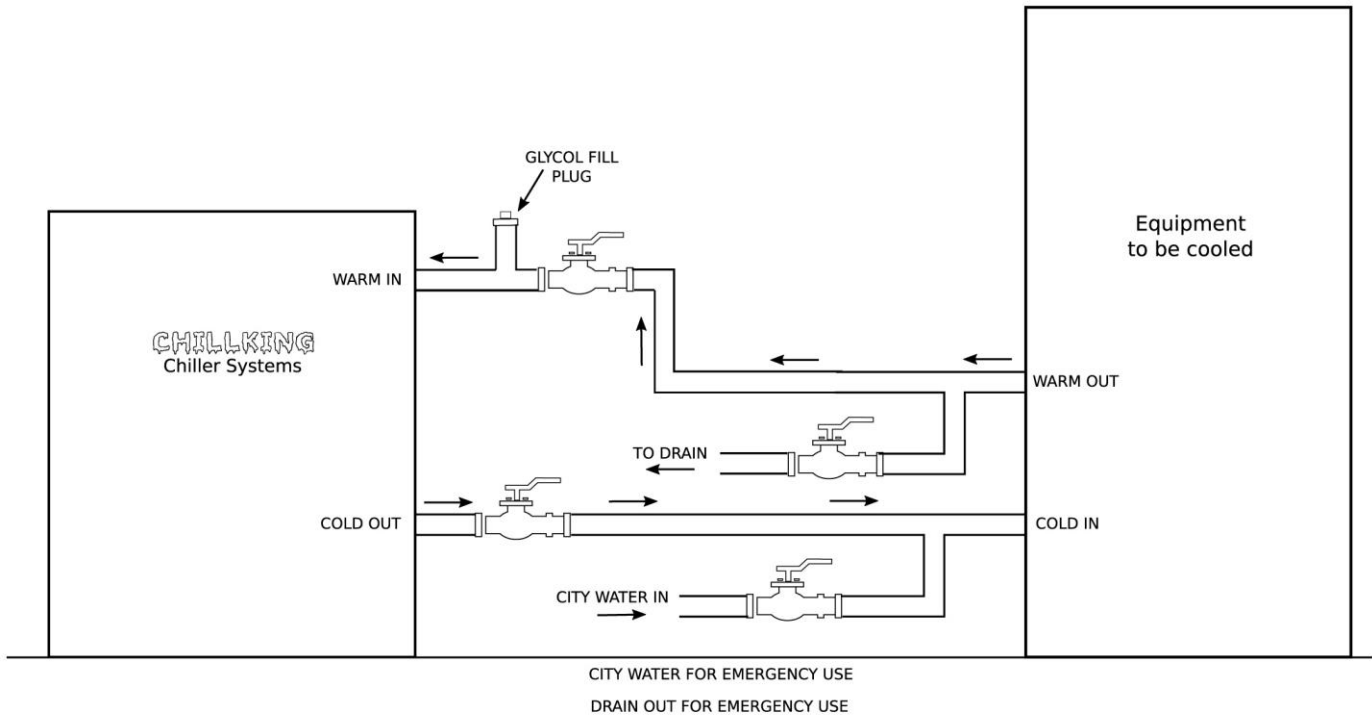 GLYCOL FILL
PLUG
Equipment
to be cooled
WARM IN
CHILLKING
Chiller Systems
WARM OUT
TO DRAIN
COLD OUT
COLD IN
CITY WATER IN
CITY WATER FOR EMERGENCY USE
DRAIN OUT FOR EMERGENCY USE